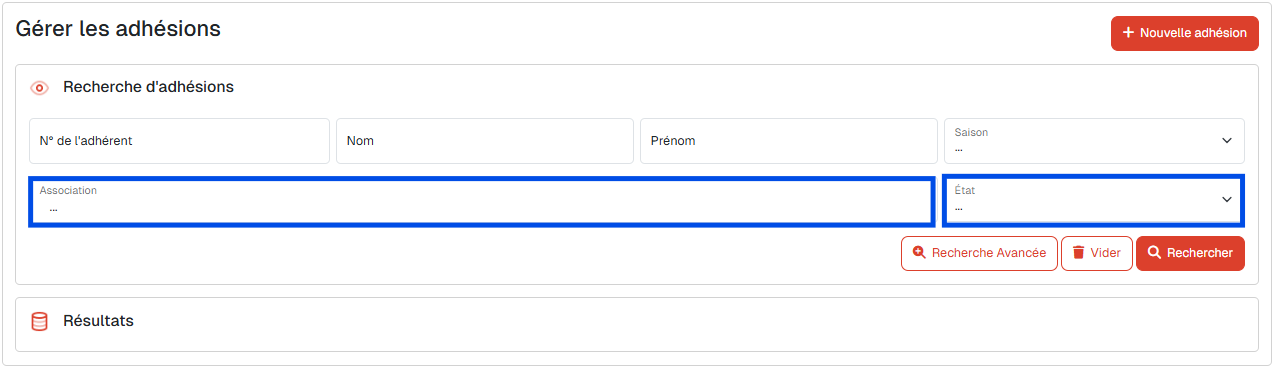 Gérer les adhésions
Nouvelle adhésion
Recherche d'adhésions
N° de l'adhérent
Nom
Prénom
Saison
...
Association
...
État
...
Recherche Avancée
Vider
Rechercher
Résultats